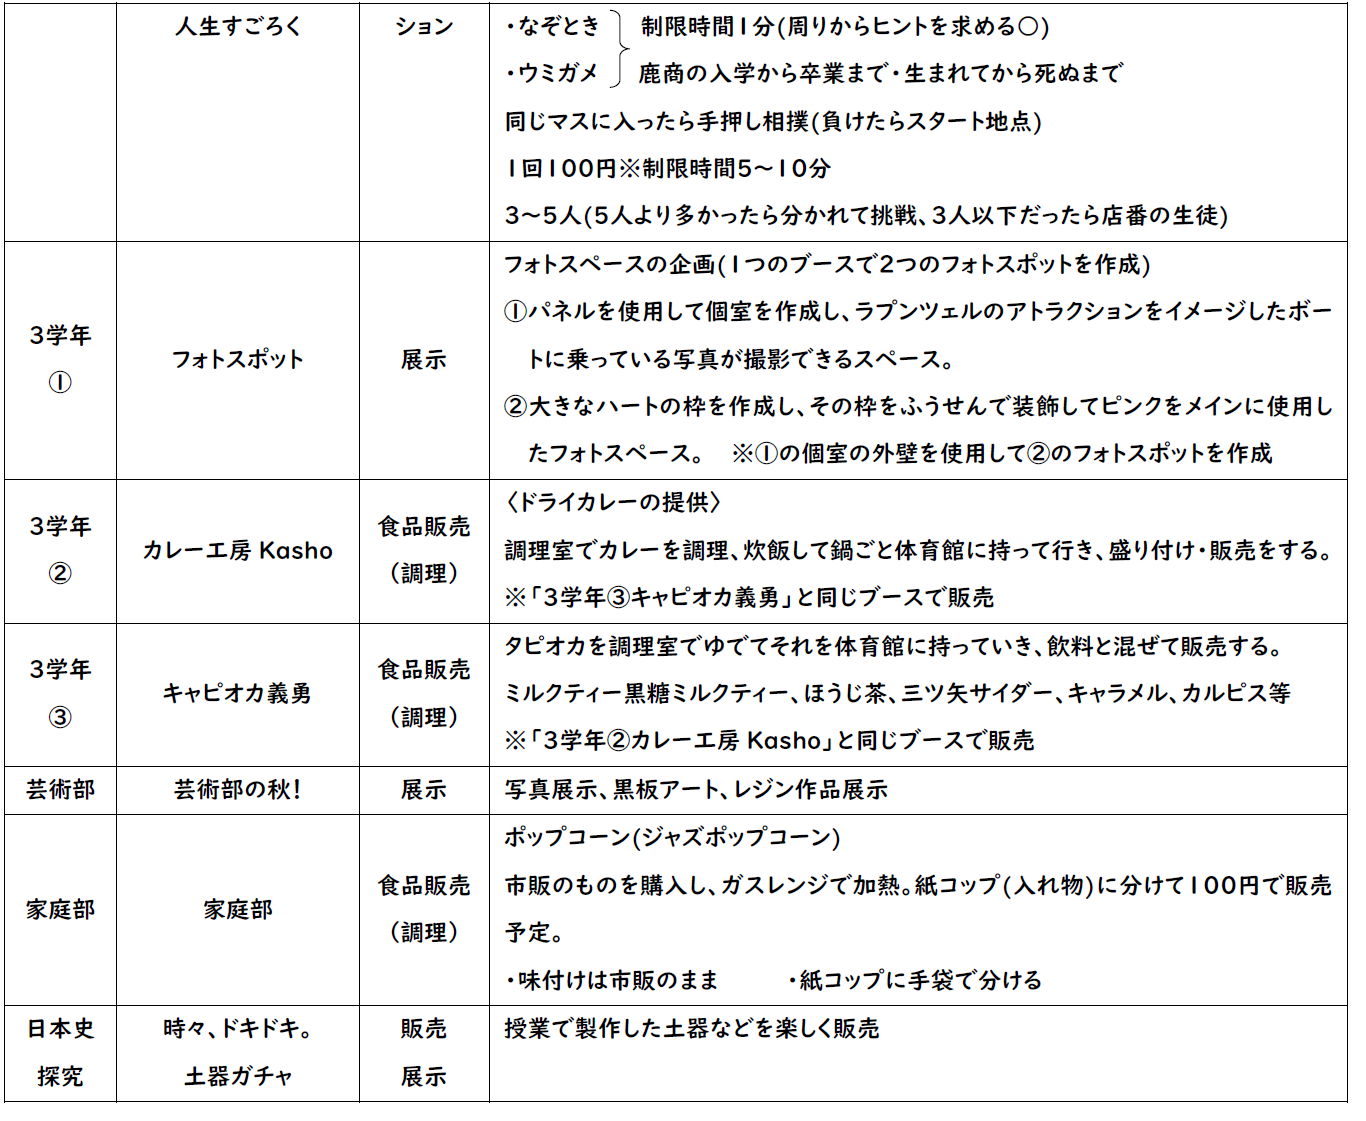 人生すごろく
ション
・なぞとき 制限時間1分(周りからヒントを求める〇)
・ウミガメ 鹿商の入学から卒業まで・生まれてから死ぬまで
同じマスに入ったら手押し相撲(負けたらスタート地点)
1回100円※制限時間5～10分
3～5人(5人より多かったら分かれて挑戦、3人以下だったら店番の生徒)
3学年
①
フォトスポット
展示
フォトスペースの企画(1つのブースで2つのフォトスポットを作成)
①パネルを使用して個室を作成し、ラプンツェルのアトラクションをイメージしたボー
トに乗っている写真が撮影できるスペース。
②大きなハートの枠を作成し、その枠をふうせんで装飾してピンクをメインに使用し
たフォトスペース。 ※①の個室の外壁を使用して②のフォトスポットを作成
3学年
②
カレー工房 Kasho
食品販売
（調理）
〈ドライカレーの提供〉
調理室でカレーを調理、炊飯して鍋ごと体育館に持って行き、盛り付け・販売をする。
※「3学年③キャピオカ義勇」と同じブースで販売
3学年
③
キャピオカ義勇
食品販売
（調理）
タピオカを調理室でゆでてそれを体育館に持っていき、飲料と混ぜて販売する。
ミルクティー黒糖ミルクティー、ほうじ茶、三ツ矢サイダー、キャラメル、カルピス等
※「3学年②カレー工房 Kasho」と同じブースで販売
芸術部
芸術部の秋！
展示
写真展示、黒板アート、レジン作品展示
家庭部
家庭部
食品販売
（調理）
ポップコーン(ジャズポップコーン)
市販のものを購入し、ガスレンジで加熱。紙コップ(入れ物)に分けて100円で販売
予定。
・味付けは市販のまま ・紙コップに手袋で分ける
日本史
探究
時々、ドキドキ。
土器ガチャ
販売
展示
授業で製作した土器などを楽しく販売